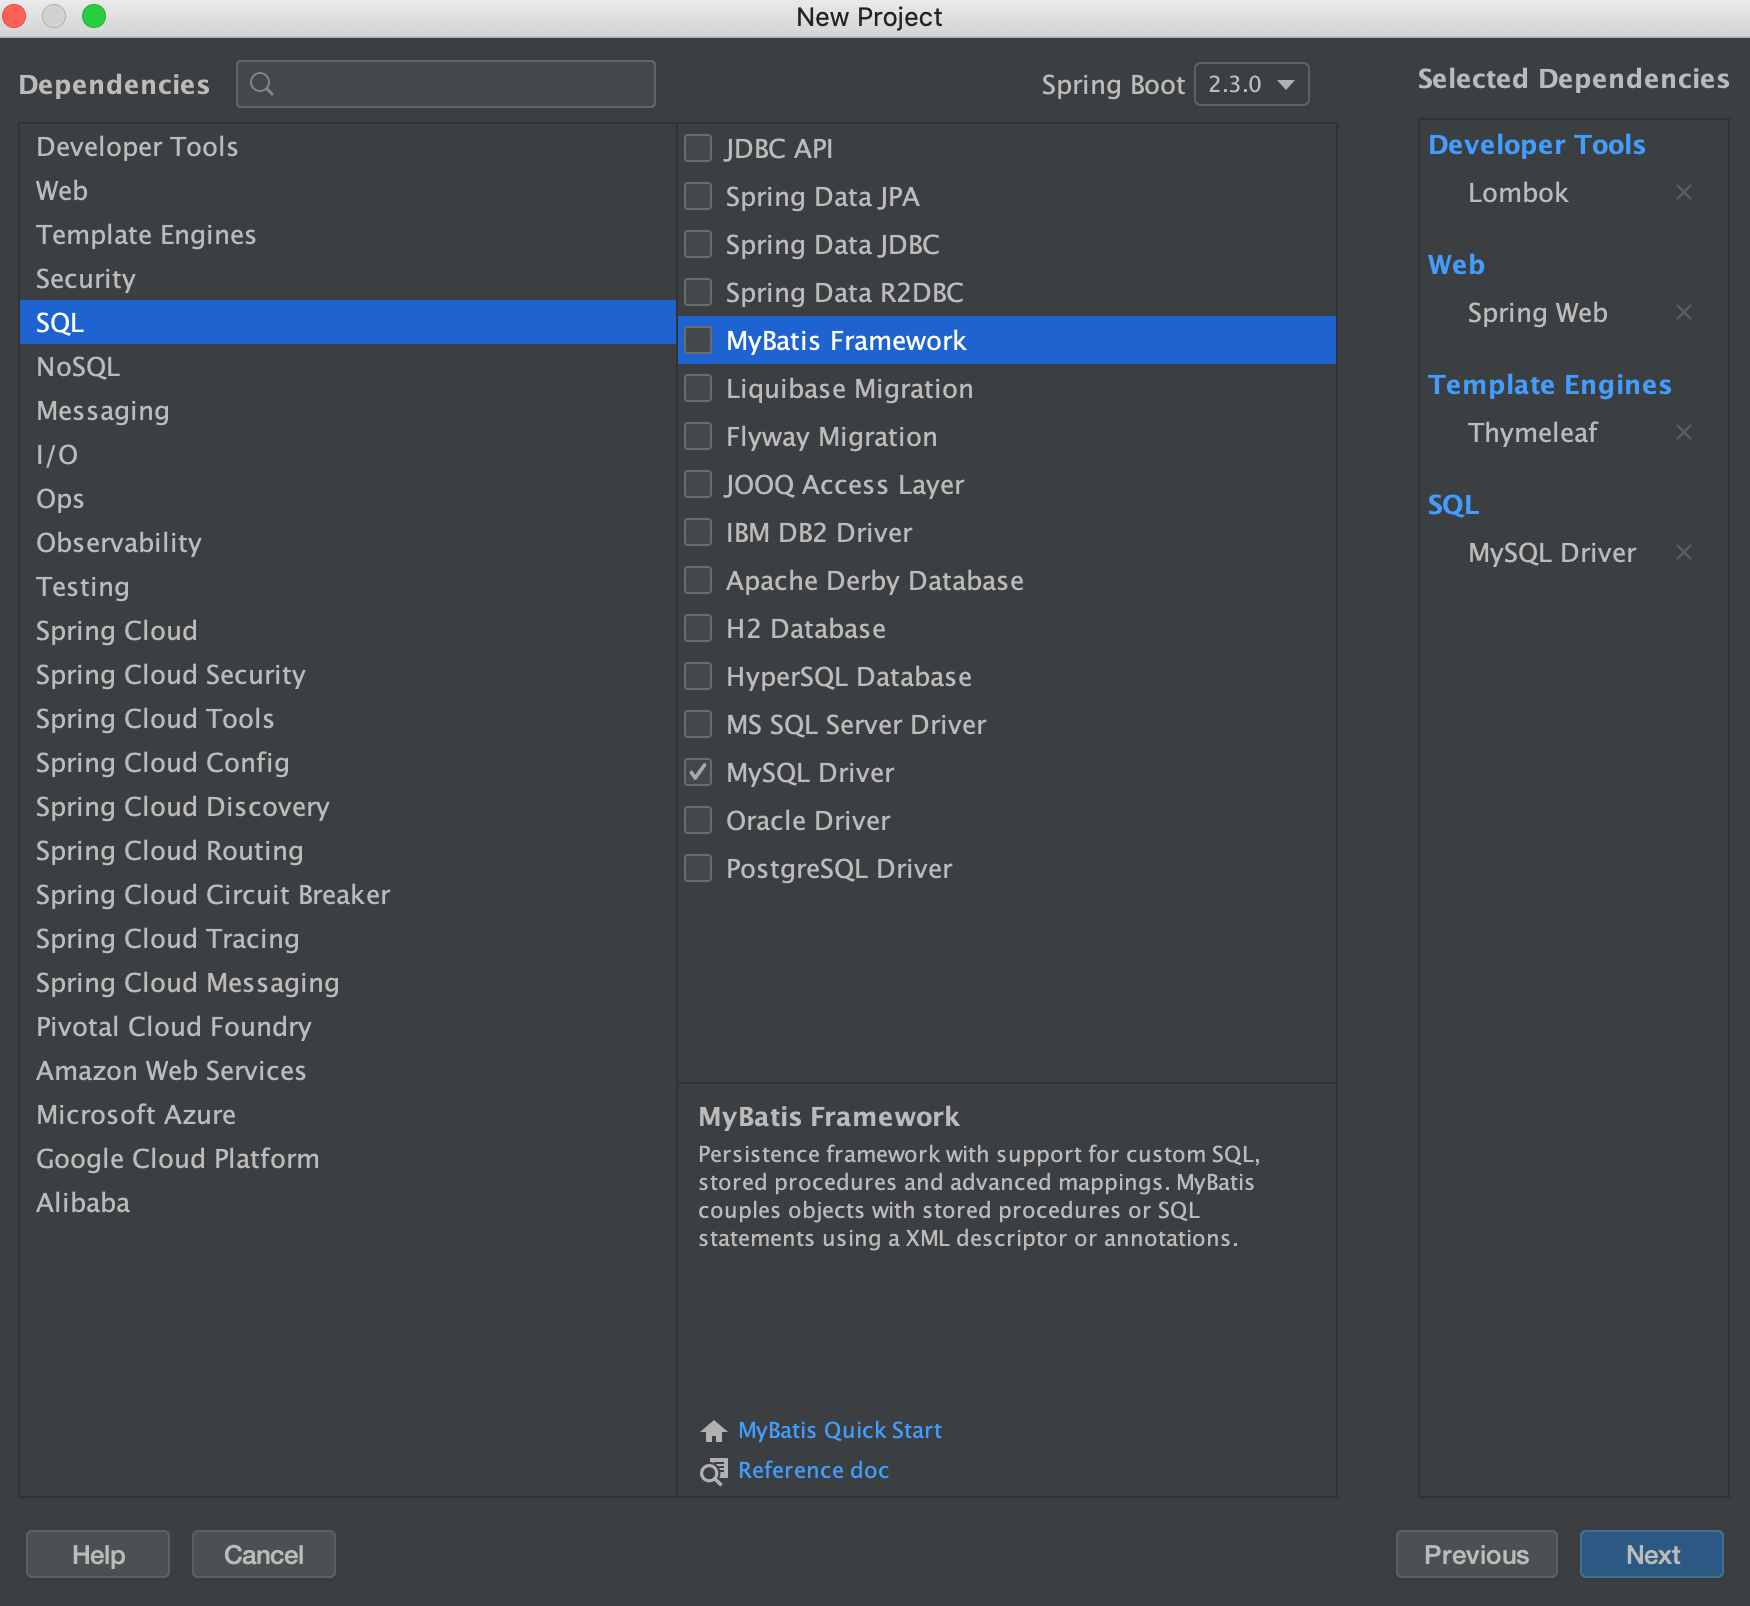 New Project
Dependencies
Spring Boot 2.3.0
Developer Tools
Web
Template Engines
Security
SQL
NoSQL
Messaging
I/O
Ops
Observability
Testing
Spring Cloud
Spring Cloud Security
Spring Cloud Tools
Spring Cloud Config
Spring Cloud Discovery
Spring Cloud Routing
Spring Cloud Circuit Breaker
Spring Cloud Tracing
Spring Cloud Messaging
Pivotal Cloud Foundry
Amazon Web Services
Microsoft Azure
Google Cloud Platform
Alibaba
JDBC API
Spring Data JPA
Spring Data JDBC
Spring Data R2DBC
MyBatis Framework
Liquibase Migration
Flyway Migration
JOOQ Access Layer
IBM DB2 Driver
Apache Derby Database
H2 Database
HyperSQL Database
MS SQL Server Driver
MySQL Driver
Oracle Driver
PostgreSQL Driver
MyBatis Framework
Persistence framework with support for custom SQL,
stored procedures and advanced mappings. MyBatis
couples objects with stored procedures or SQL
statements using a XML descriptor or annotations.
MyBatis Quick Start
Reference doc
Selected Dependencies
Developer Tools
Lombok
Web
Spring Web
Template Engines
Thymeleaf
SQL
MySQL Driver
Help
Cancel
Previous
Next